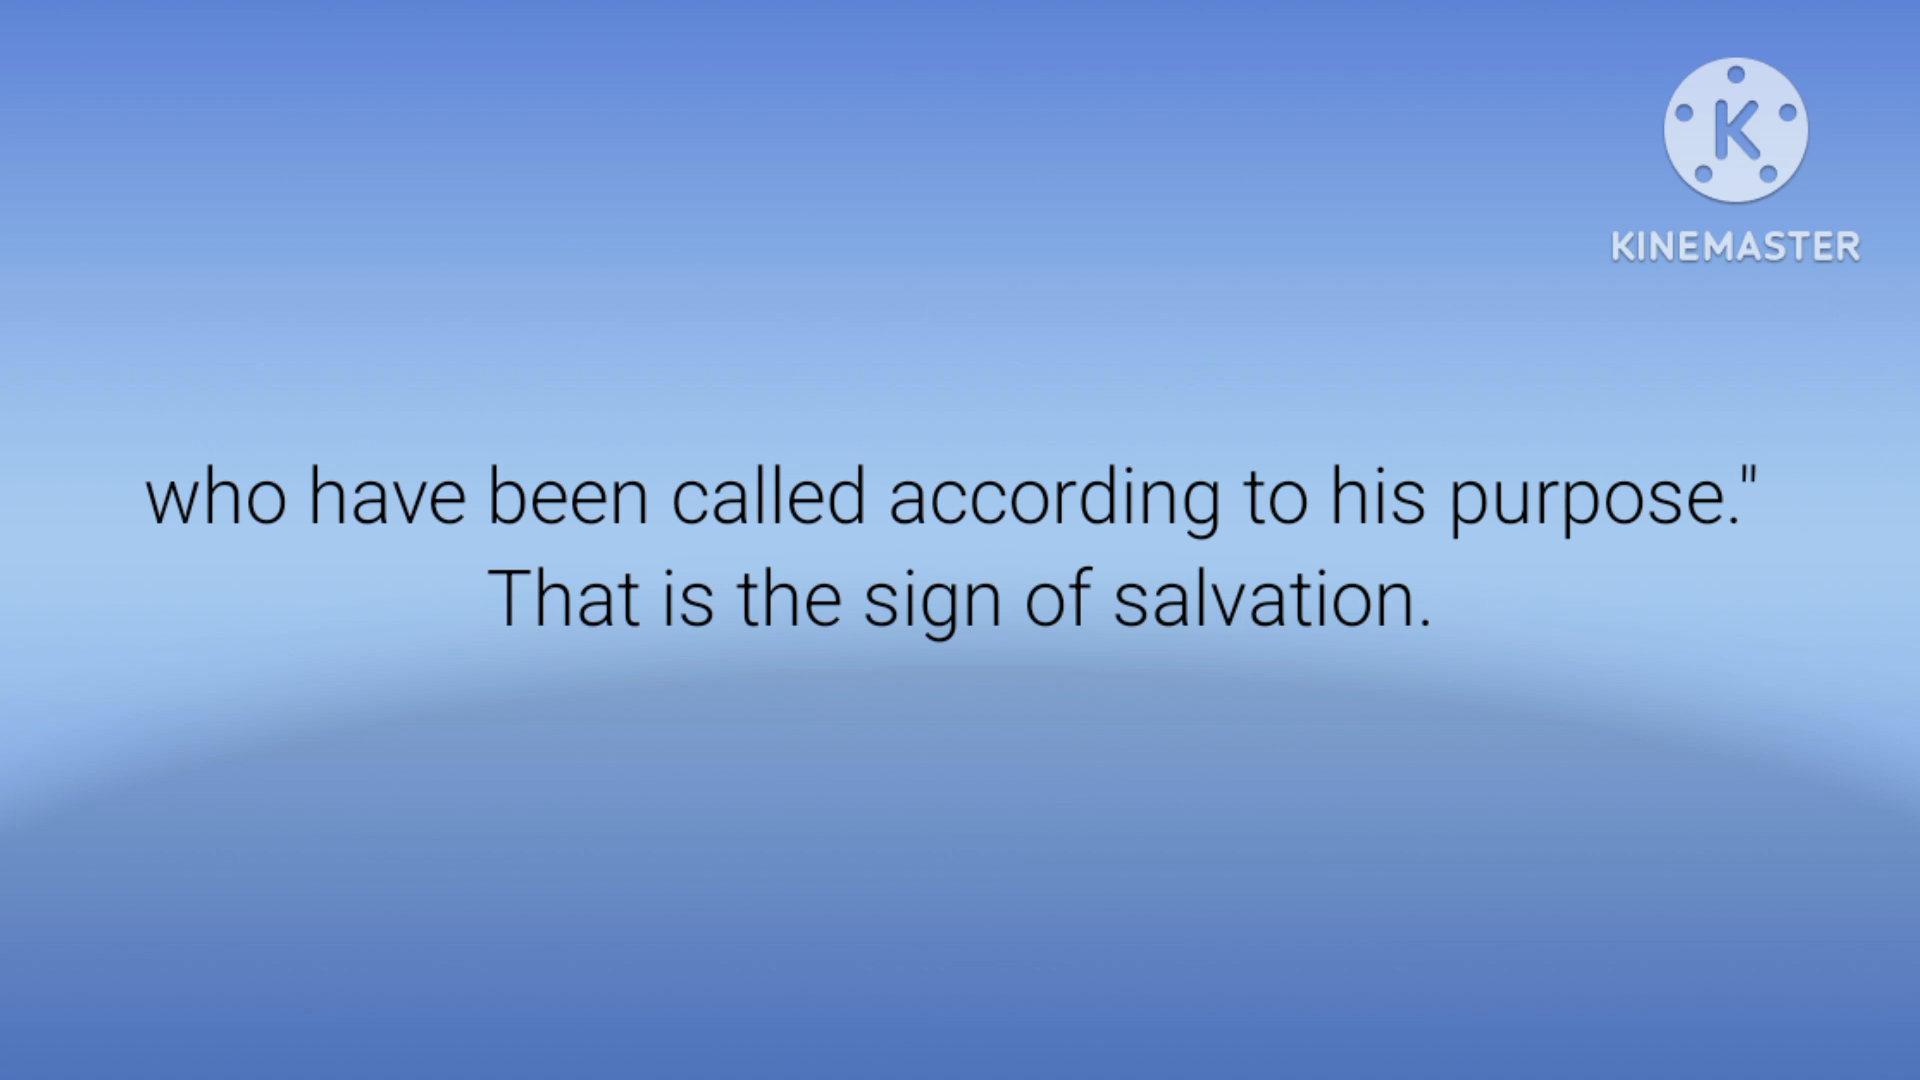 K
KINEMASTER
who have been called according to his purpose."
That is the sign of salvation.